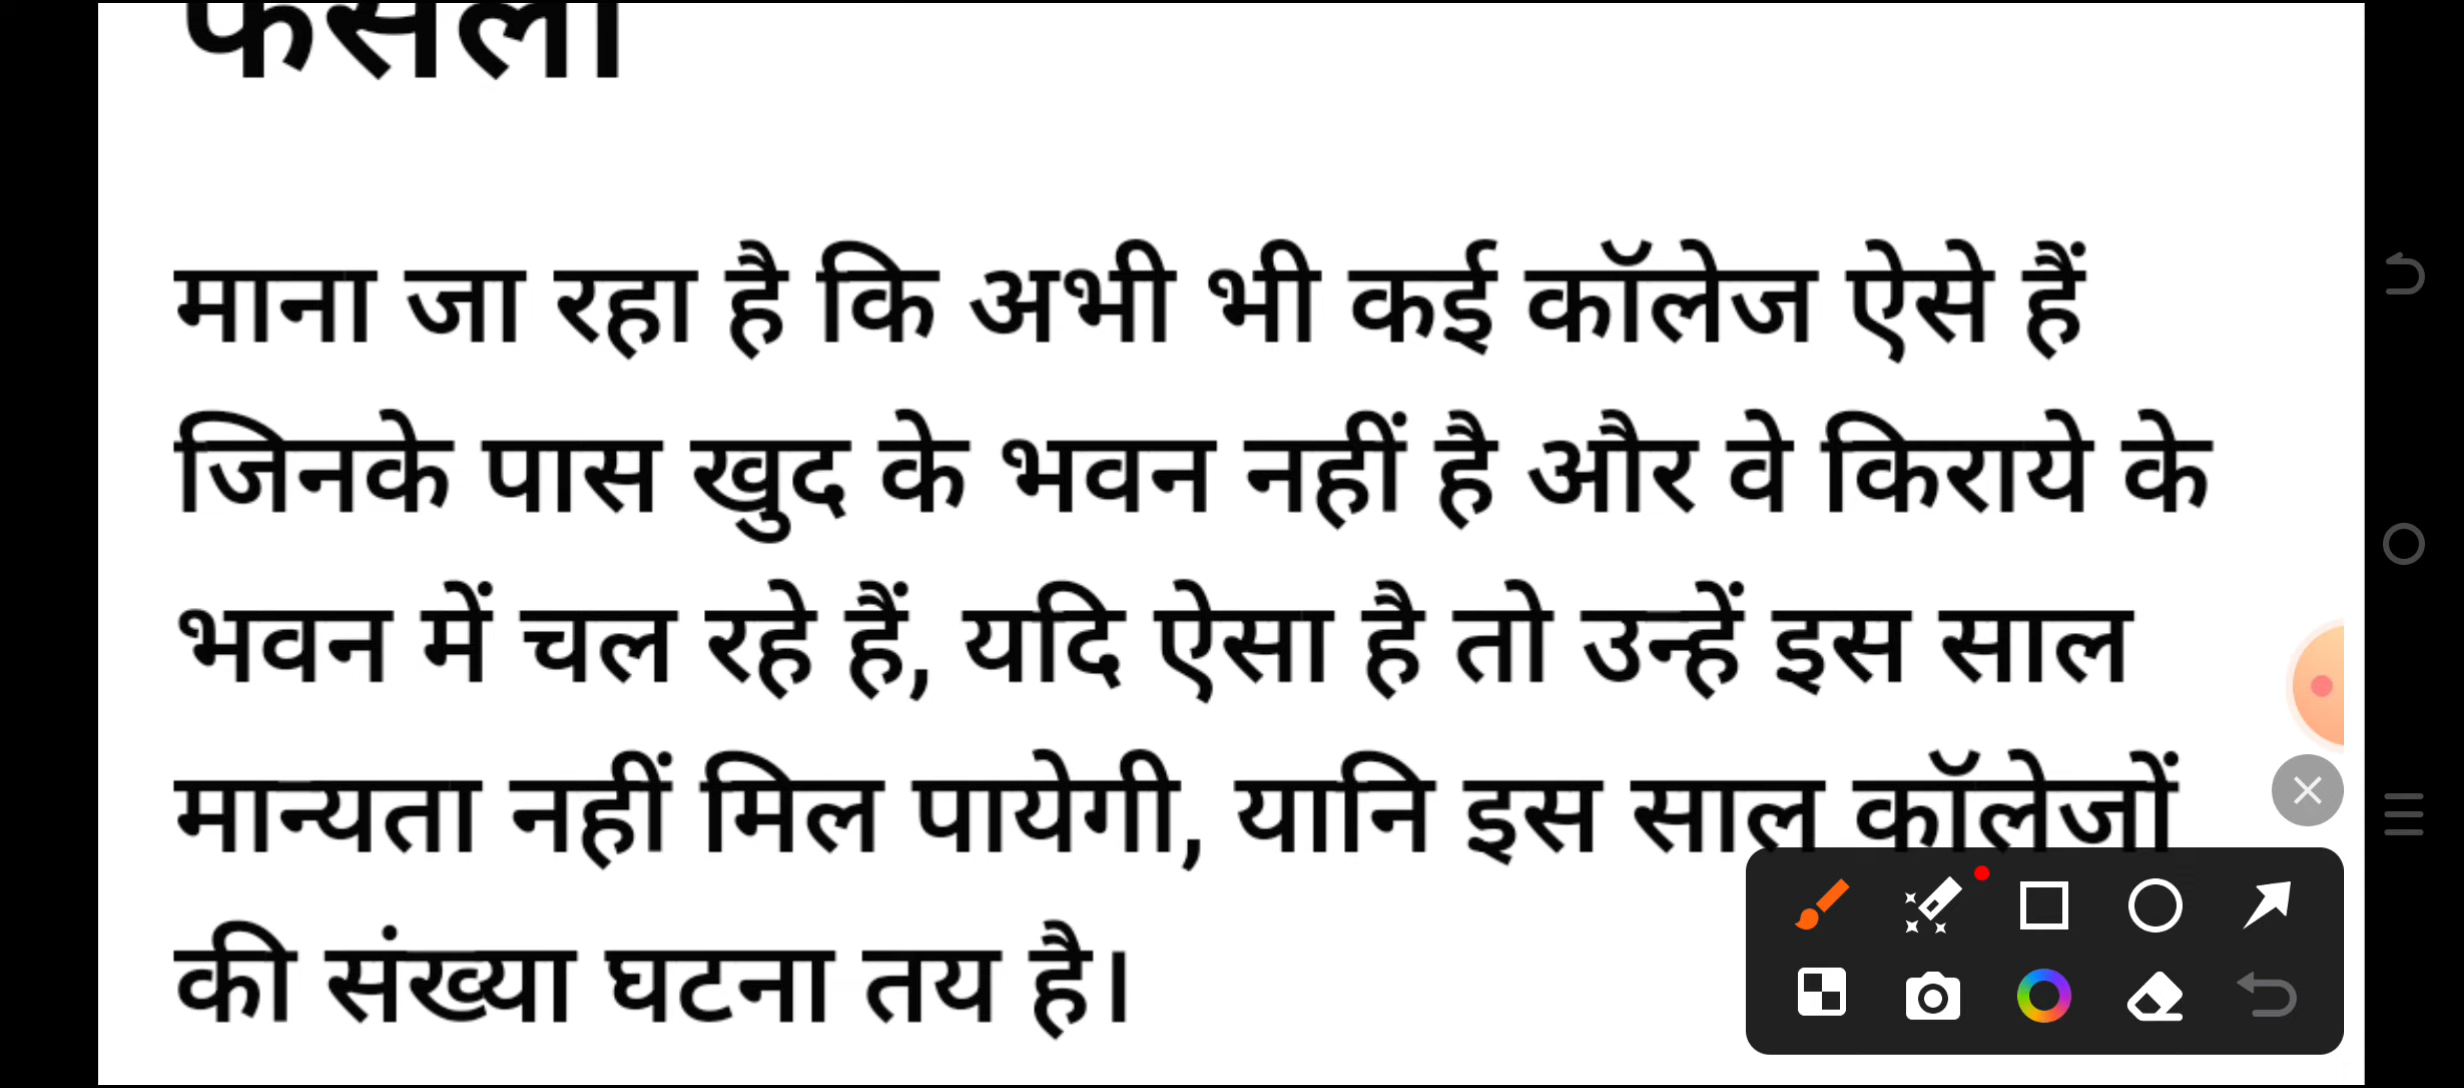 फैसला
माना जा रहा है कि अभी भी कई कॉलेज ऐसे हैं
जिनके पास खुद के भवन नहीं है और वे किराये के
भवन में चल रहे हैं, यदि ऐसा है तो उन्हें इस साल
मान्यता नहीं मिल पायेगी, यानि इस साल कॉलेजों
की संख्या घटना तय है।